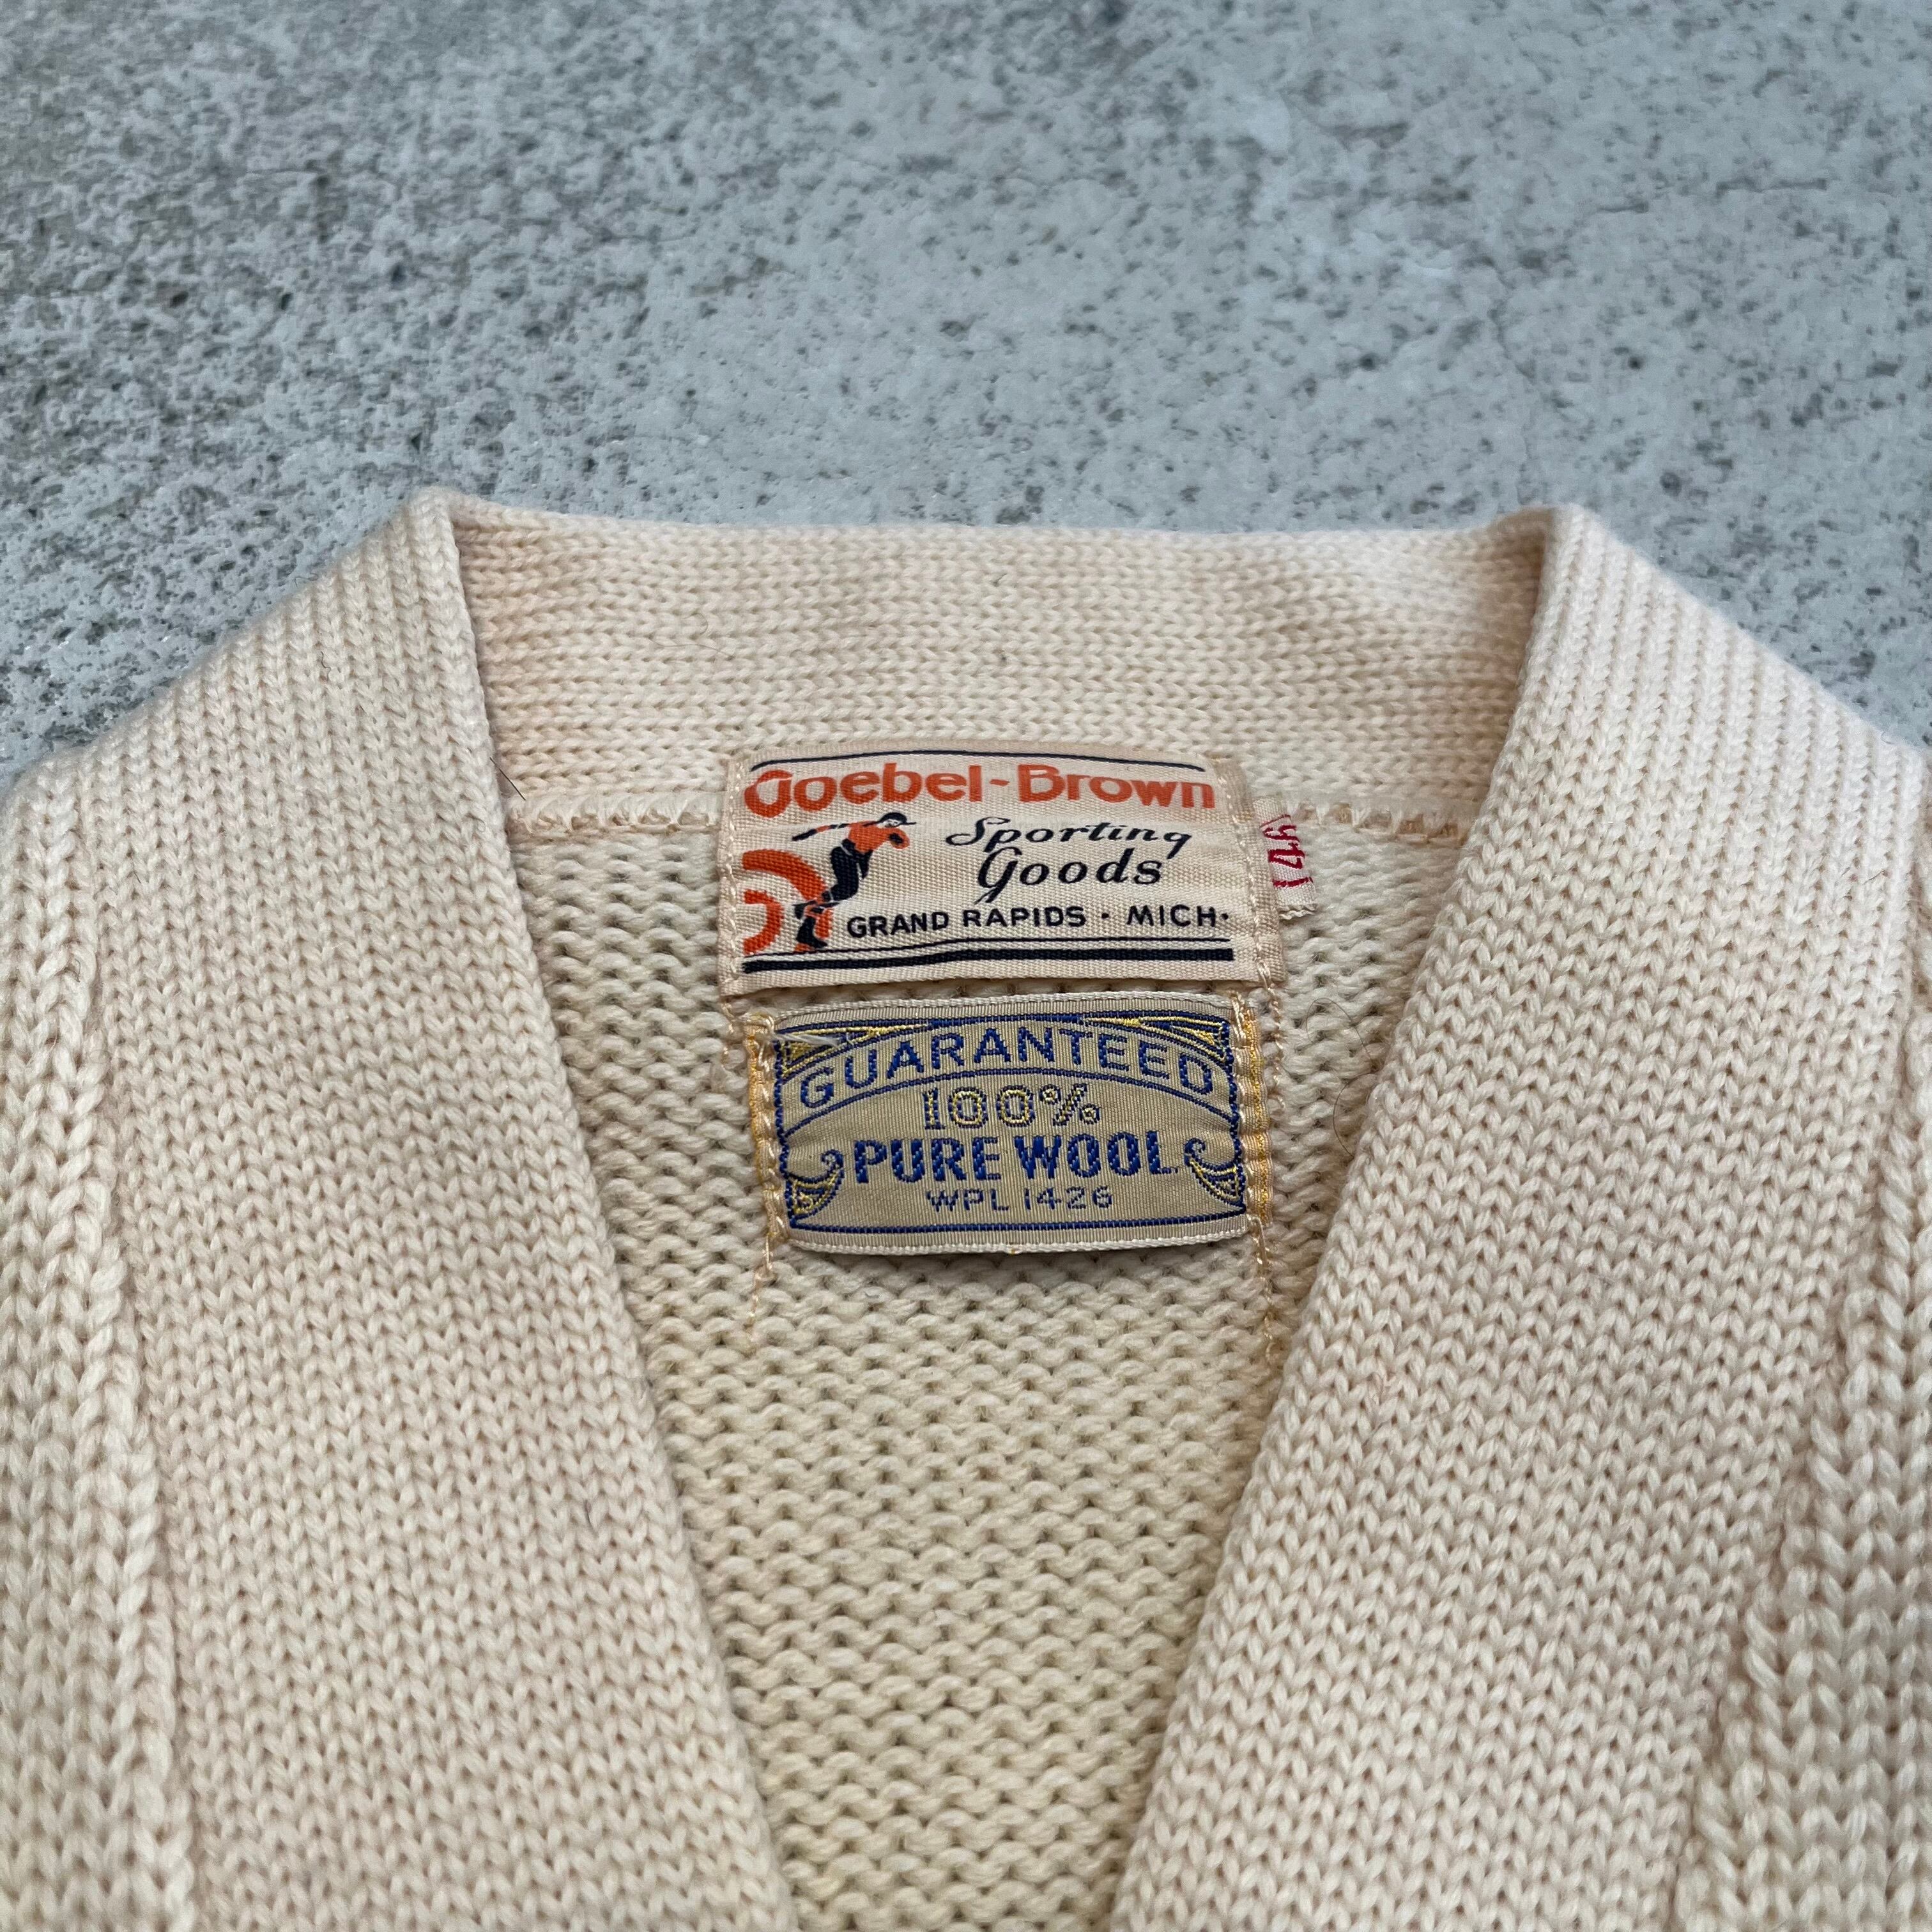 Goebel-Brown
Sporting
Goods
GRAND RAPIDS · MICH·
46
GUARANTEED
100%
PURE WOOL
WPL 1426